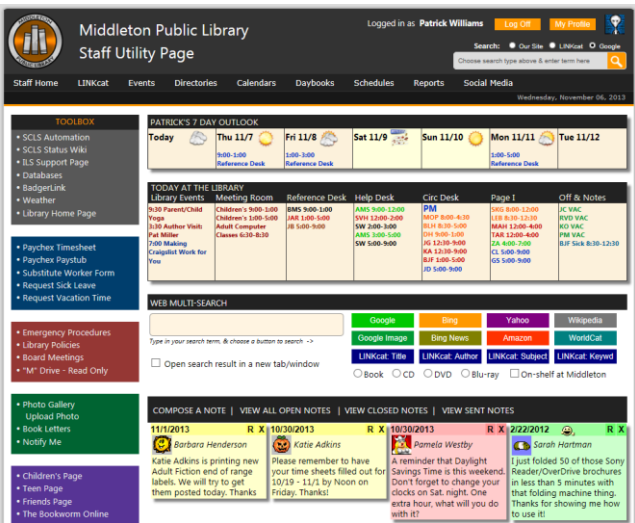 MIDDLETON
PUBLIC LIBRARY
Middleton Public Library
Staff Utility Page
Logged in as Patrick Williams
Log Off
My Profile
Search: Our Site LINKcat Google
Choose search type above & enter term here
Staff Home LINKcat Events Directories Calendars Daybooks Schedules Reports Social Media
Wednesday, November 06, 2013
TOOLBOX
• SCLS Automation
• SCLS Status Wiki
• ILS Support Page
• Databases
• BadgerLink
• Weather
• Library Home Page
• Paychex Timesheet
• Paychex Paystub
• Substitute Worker Form
• Request Sick Leave
• Request Vacation Time
• Emergency Procedures
• Library Policies
• Board Meetings
• "M" Drive - Read Only
• Photo Gallery
Upload Photo
• Book Letters
• Notify Me
• Children's Page
• Teen Page
• Friends Page
• The Bookworm Online
PATRICK'S 7 DAY OUTLOOK
Today
Thu 11/7
9:00-1:00
Reference Desk
Fri 11/8
1:00-3:00
Reference Desk
Sat 11/9
Sun 11/10
Mon 11/11
1:00-5:00
Reference Desk
Tue 11/12
TODAY AT THE LIBRARY
Library Events
9:30 Parent/Child
Yoga
3:30 Author Visit:
Pat Miller
7:00 Making
Craigslist Work for
You
Meeting Room
Children's 9:00-1:00
Children's 1:00-5:00
Adult Computer
Classes 6:30-8:30
Reference Desk
BMS 9:00-1:00
JAR 1:00-5:00
JB 5:00-9:00
Help Desk
AMS 9:00-12:00
SVH 12:00-2:00
SW 2:00-3:00
AMS 3:00-5:00
SW 5:00-9:00
Circ Desk
PM
MOP 8:00-4:30
BLH 8:30-5:00
DH 9:00-1:00
JG 12:30-9:00
KA 12:30-9:00
BJF 1:00-5:00
JD 5:00-9:00
Page I
SKG 8:00-12:00
LEB 8:30-12:30
MAH 12:00-4:00
TAR 12:00-4:00
ZA 4:00-7:00
CL 5:00-9:00
GS 5:00-9:00
Off & Notes
JC VAC
RVD VAC
KO VAC
PM VAC
BJF Sick 8:30-12:30
WEB MULTI-SEARCH
Type in your search term, & choose a button to search ->
Open search result in a new tab/window
Google Bing Yahoo Wikipedia
Google Image Bing News Amazon WorldCat
LINKcat: Title LINKcat: Author LINKcat: Subject LINKcat: Keywd
Book CD DVD Blu-ray On-shelf at Middleton
COMPOSE A NOTE | VIEW ALL OPEN NOTES | VIEW CLOSED NOTES | VIEW SENT NOTES
11/1/2013 R X
Barbara Henderson
Katie Adkins is printing new
Adult Fiction end of range
labels. We will try to get
them posted today. Thanks
10/30/2013 R X
Katie Adkins
Please remember to have
your time sheets filled out for
10/19 - 11/1 by Noon on
Friday. Thanks!
10/30/2013 R X
Pamela Westby
A reminder that Daylight
Savings Time is this weekend.
Don't forget to change your
clocks on Sat. night. One
extra hour, what will you do
with it?
2/22/2012 R X
Sarah Hartman
I just folded 50 of those Sony
Reader/OverDrive brochures
in less than 5 minutes with
that folding machine thing.
Thanks for showing me how
to use it!